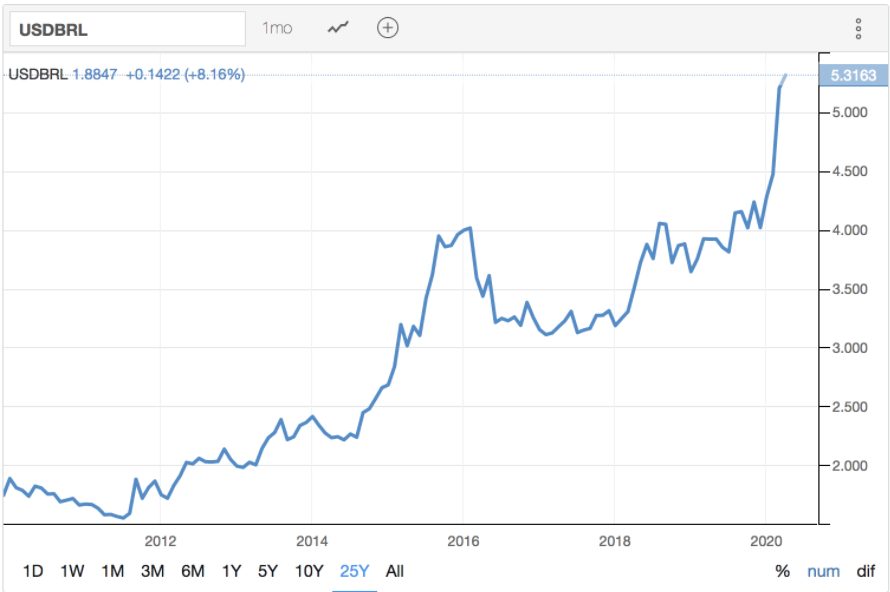 USDBRL 1mo
USDBRL 1.8847 +0.1422 (+8.16%)
5.3163
5.000
4.500
4.000
3.500
3.000
2.500
2.000
2012 2014 2016 2018 2020
1D 1W 1M 3M 6M 1Y 5Y 10Y 25Y All % num dif